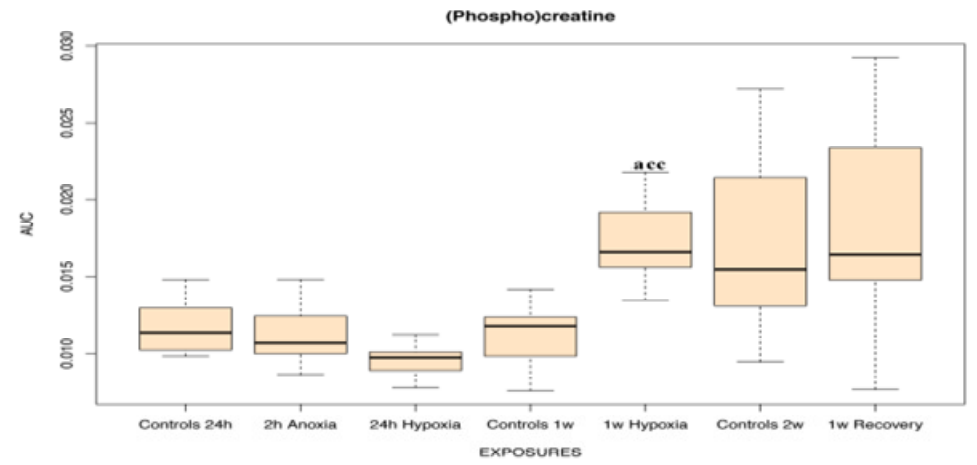 (Phospho)creatine
0.030
0.025
0.020
0.015
0.010
AUC
acc
Controls 24h 2h Anoxia 24h Hypoxia Controls 1w 1w Hypoxia Controls 2w 1w Recovery
EXPOSURES